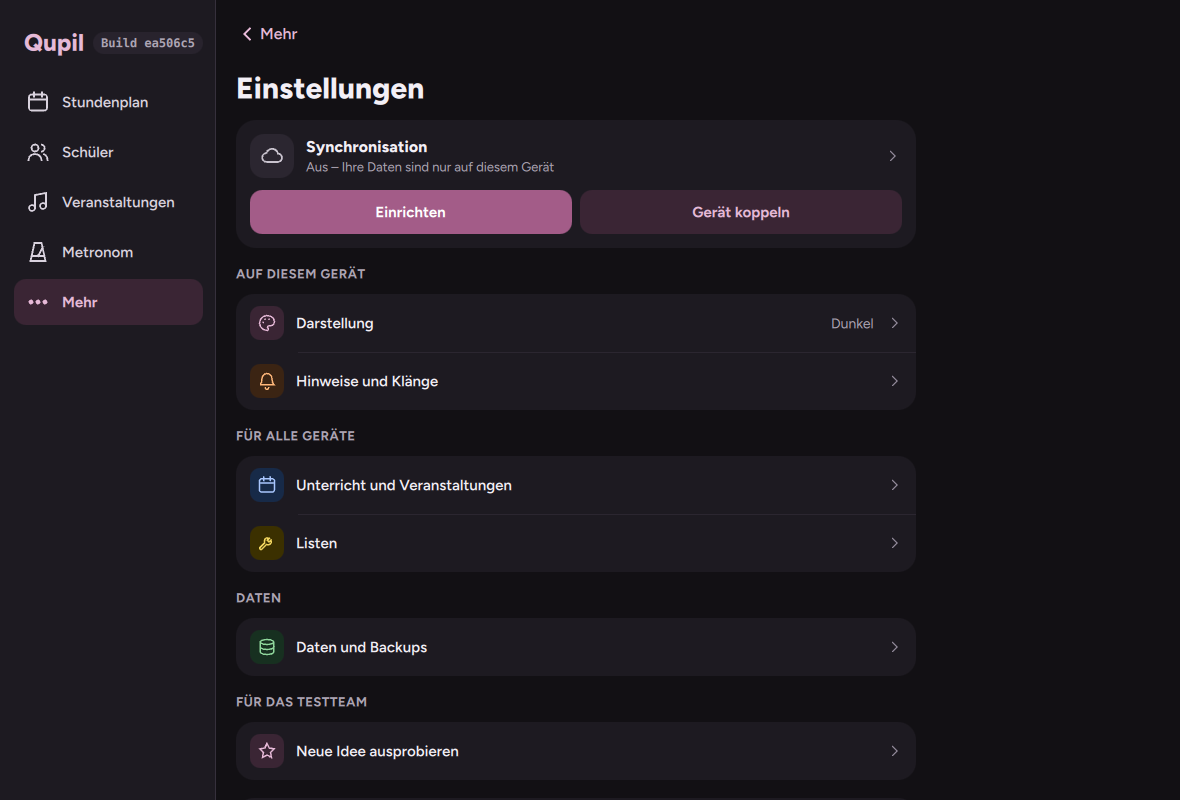 Qupil Build ea506c5
Stundenplan
Schüler
Veranstaltungen
Metronom
Mehr
Mehr
Einstellungen
Synchronisation
Aus – Ihre Daten sind nur auf diesem Gerät
Einrichten
Gerät koppeln
AUF DIESEM GERÄT
Darstellung Dunkel
Hinweise und Klänge
FÜR ALLE GERÄTE
Unterricht und Veranstaltungen
Listen
DATEN
Daten und Backups
FÜR DAS TESTTEAM
Neue Idee ausprobieren